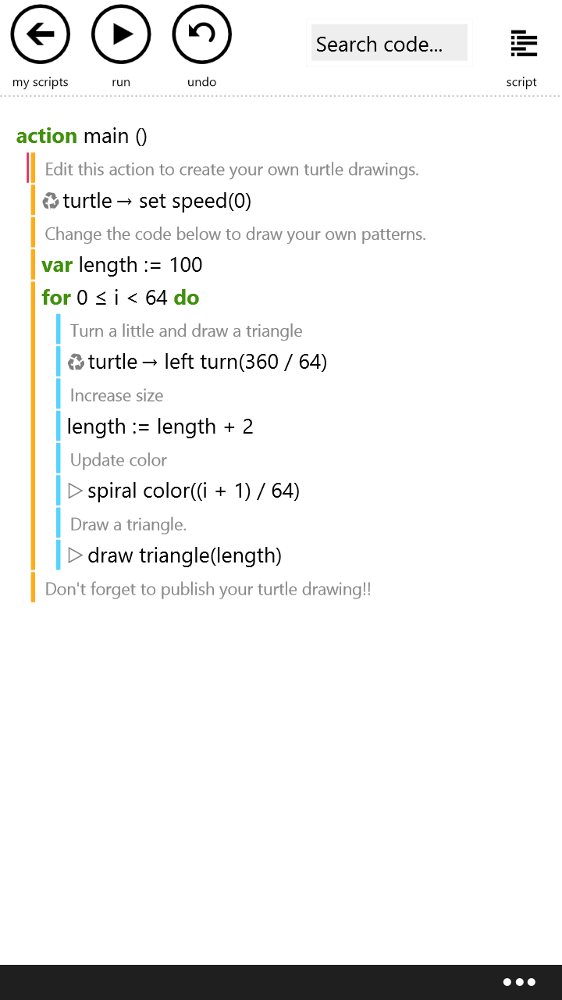 my scripts run undo Search code... script
action main ()
Edit this action to create your own turtle drawings.
turtle → set speed(0)
Change the code below to draw your own patterns.
var length := 100
for 0 ≤ i < 64 do
Turn a little and draw a triangle
turtle → left turn(360 / 64)
Increase size
length := length + 2
Update color
▷ spiral color((i + 1) / 64)
Draw a triangle.
▷ draw triangle(length)
Don't forget to publish your turtle drawing!!